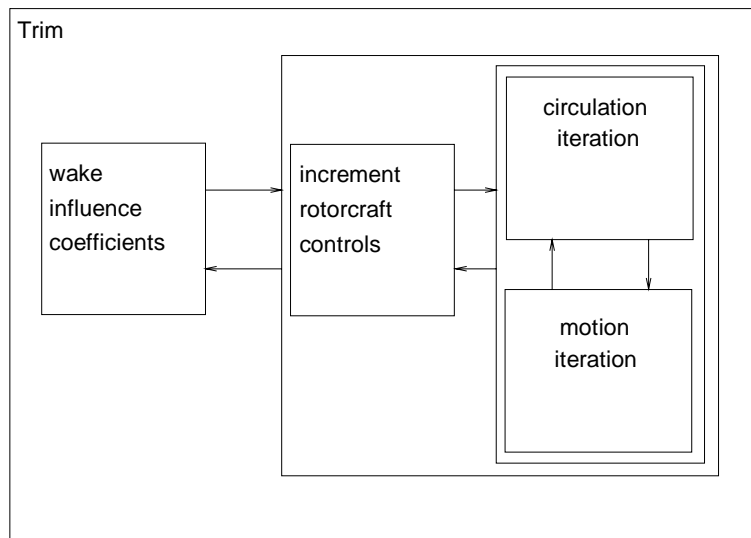 Trim
wake
influence
coefficients
increment
rotorcraft
controls
circulation
iteration
motion
iteration